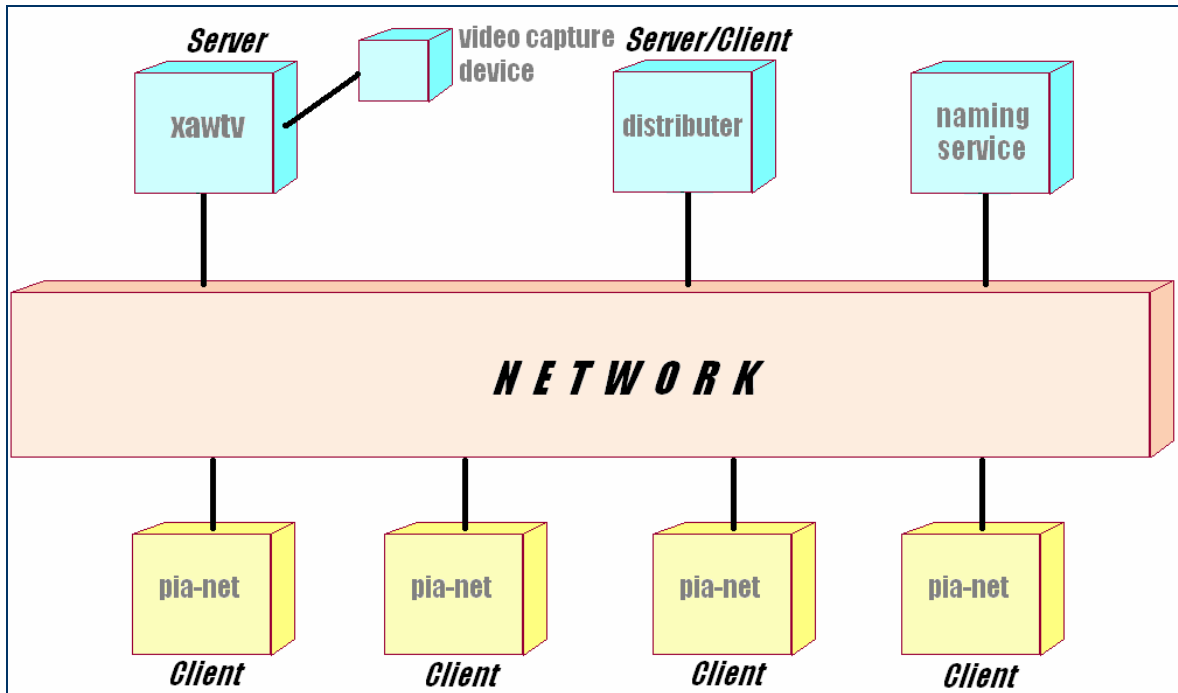 Server
video capture
device
Server/Client
xawtv
distributer
naming
service
NETWORK
pia-net
pia-net
pia-net
pia-net
Client
Client
Client
Client